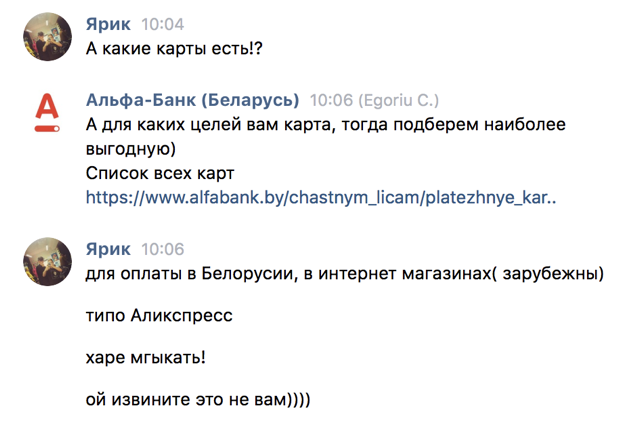 Ярик 10:04
А какие карты есть!?
Альфа-Банк (Беларусь) 10:06 (Egoriu C.)
А для каких целей вам карта, тогда подберем наиболее
выгодную)
Список всех карт
https://www.alfabank.by/chastnym_licam/platezhnye_kar..
Ярик 10:06
для оплаты в Белорусии, в интернет магазинах( зарубежны)
типо Аликспресс
харе мгыкать!
ой извините это не вам))))